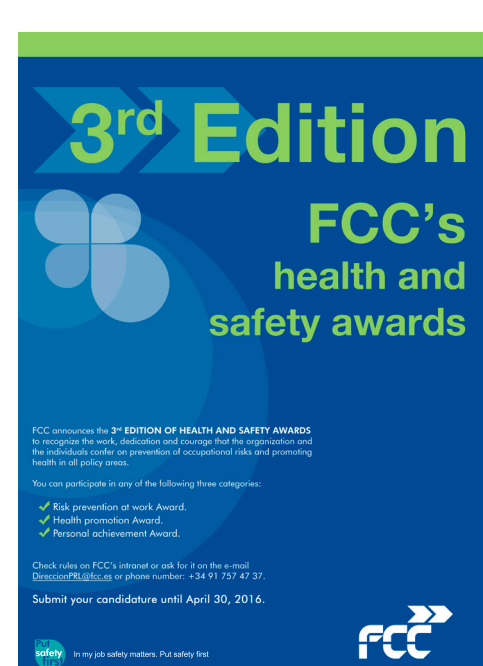 3rd Edition
FCC's
health and
safety awards
FCC announces the 3rd EDITION OF HEALTH AND SAFETY AWARDS
to recognize the work, dedication and courage that the organization and
the individuals confer on prevention of occupational risks and promoting
health in all policy areas.
You can participate in any of the following three categories:
Risk prevention at work Award.
Health promotion Award.
Personal achievement Award.
Check rules on FCC's intranet or ask for it on the e-mail
DireccionPRL@fcc.es or phone number: +34 91 757 47 37.
Submit your candidature until April 30, 2016.
Put
safety
first
In my job safety matters. Put safety first
FCC